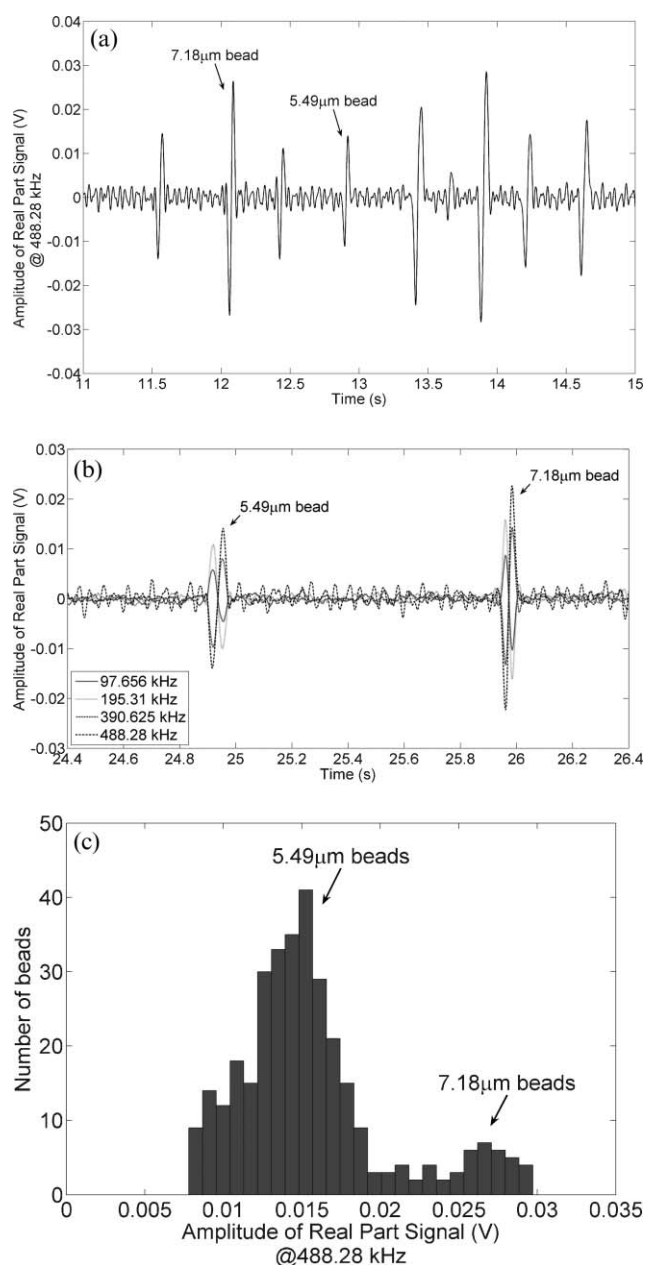 (a)
7.18µm bead
5.49µm bead
Amplitude of Real Part Signal (V)
@ 488.28 kHz
0.04
0.03
0.02
0.01
0
-0.01
-0.02
-0.03
-0.04
11 11.5 12 12.5 13 13.5 14 14.5 15
Time (s)
(b)
5.49µm bead
7.18µm bead
Amplitude of Real Part Signal (V)
0.03
0.02
0.01
0
-0.01
-0.02
-0.03
97.656 kHz
195.31 kHz
390.625 kHz
488.28 kHz
24.4 24.6 24.8 25 25.2 25.4 25.6 25.8 26 26.2 26.4
Time (s)
(c)
5.49µm beads
7.18µm beads
Number of beads
50
40
30
20
10
0
0 0.005 0.01 0.015 0.02 0.025 0.03 0.035
Amplitude of Real Part Signal (V)
@488.28 kHz